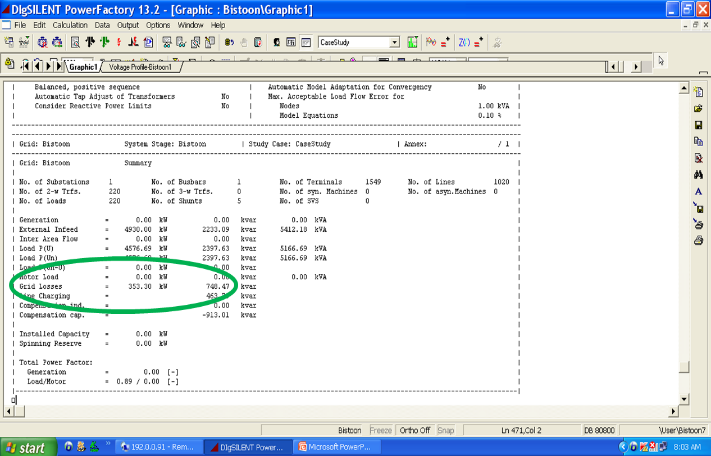 DIgSILENT PowerFactory 13.2 - [Graphic : Bistoon\Graphic1]
File Edit Calculation Data Output Options Window Help
CaseStudy
Graphic1 Voltage Profile-Bistoon1
Balanced, positive sequence Automatic Model Adaptation for Convergency No
Automatic Tap Adjust of Transformers No Max. Acceptable Load Flow Error for
Consider Reactive Power Limits No Nodes 1.00 kVA
Model Equations 0.10 %
Grid: Bistoon System Stage: Bistoon Study Case: CaseStudy Annex: / 1
Grid: Bistoon Summary
No. of Substations 1 No. of Busbars 1 No. of Terminals 1549 No. of Lines 1020
No. of 2-w Trfs. 220 No. of 3-w Trfs. 0 No. of syn. Machines 0 No. of asyn.Machines 0
No. of Loads 220 No. of Shunts 5 No. of SVS 0
Generation = 0.00 kW 0.00 kvar 0.00 kVA
External Infeed = 4930.00 kW 2233.09 kvar 5412.18 kVA
Inter Area Flow = 0.00 kW 0.00 kvar
Load P(U) = 4576.69 kW 2397.63 kvar 5166.69 kVA
Load P(Un) = 4576.69 kW 2397.63 kvar 5166.69 kVA
Load P(Un-U) = 0.00 kW 0.00 kvar
Motor Load = 0.00 kW 0.00 kvar 0.00 kVA
Grid Losses = 353.30 kW 748.47 kvar
Line Charging = kvar
Compensation ind. = 0.00 kvar
Compensation cap. = -913.01 kvar
Installed Capacity = 0.00 kW
Spinning Reserve = 0.00 kW
Total Power Factor:
Generation = 0.00 [-]
Load/Motor = 0.89 / 0.00 [-]
Bistoon Freeze Ortho Off Snap Ln 471,Col 2 DB 80800 \User\Bistoon7
start 192.0.0.91 - Rem... DIgSILENT Power... Microsoft PowerP... 8:03 AM